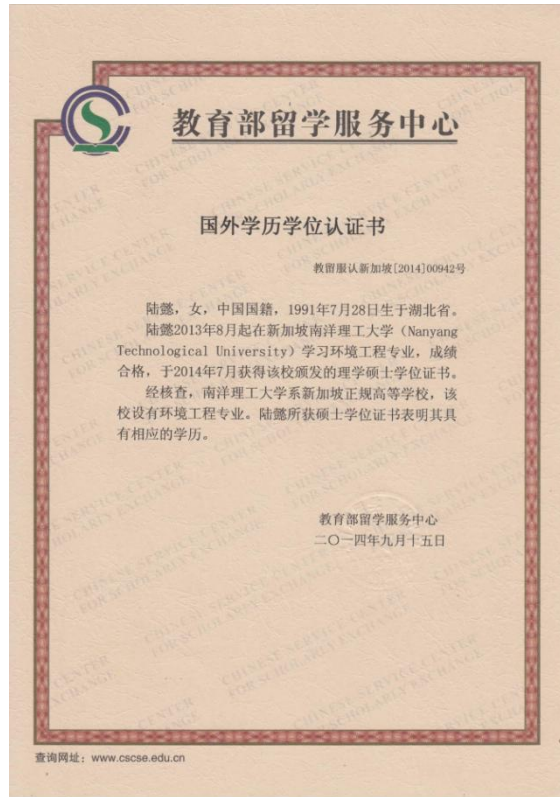 教育部留学服务中心
国外学历学位认证书
教留服认新加坡[2014]00942号
陆懿，女，中国国籍，1991年7月28日生于湖北省。
陆懿2013年8月起在新加坡南洋理工大学（Nanyang
Technological University）学习环境工程专业，成绩
合格，于2014年7月获得该校颁发的理学硕士学位证书。
经核查，南洋理工大学系新加坡正规高等学校，该
校设有环境工程专业。陆懿所获硕士学位证书表明其具
有相应的学历。
教育部留学服务中心
二〇一四年九月十五日
查询网址：www.cscse.edu.cn
CHINESE SERVICE CENTER
FOR SCHOLARLY EXCHANGE